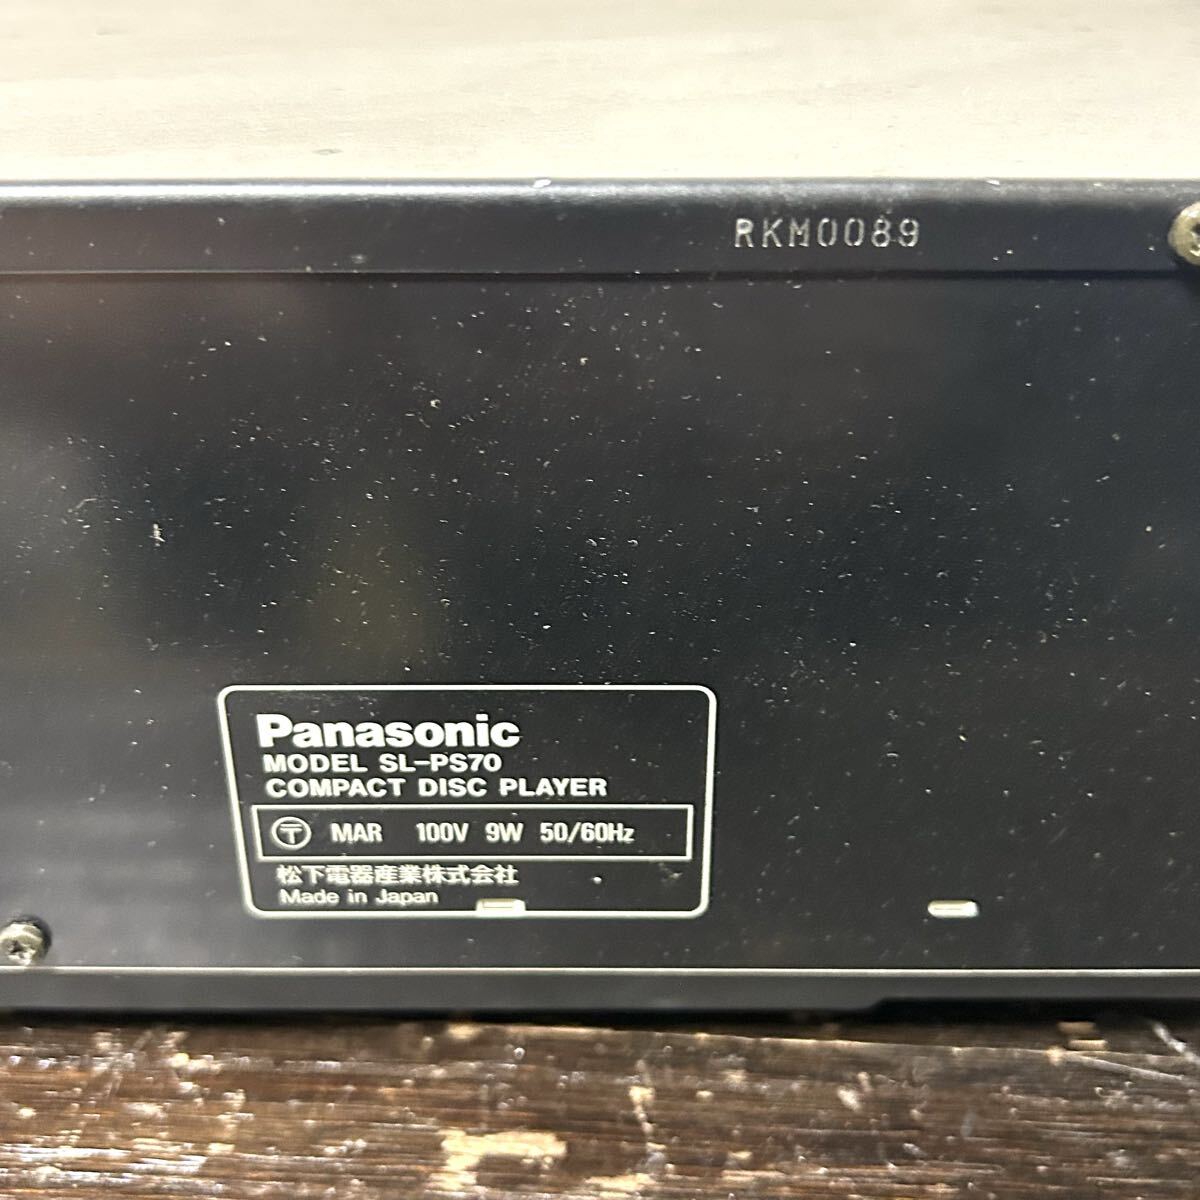 RKM0089
Panasonic
MODEL SL-PS70
COMPACT DISC PLAYER
〒 MAR 100V 9W 50/60Hz
松下電器産業株式会社
Made in Japan